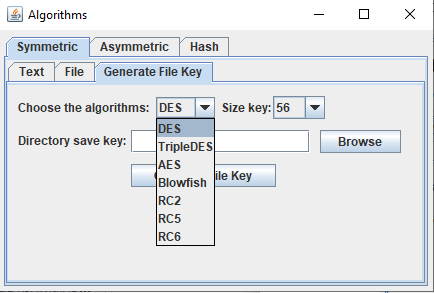 Algorithms
Symmetric Asymmetric Hash
Text File Generate File Key
Choose the algorithms: DES Size key: 56
DES
Directory save key: Browse
TripleDES
AES
File Key
Blowfish
RC2
RC5
RC6